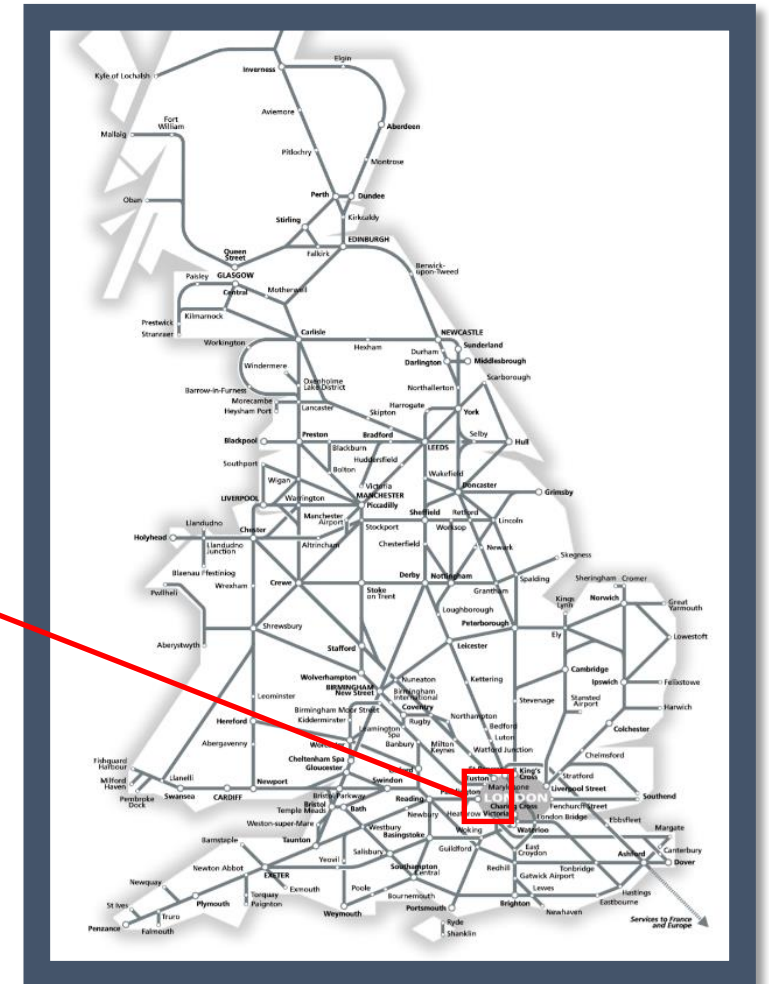 Elgin
Inverness
Kyle of Lochalsh
Aviemore
Fort
William
Mallaig
Aberdeen
Pitlochry
Montrose
Perth
Dundee
Oban
Kirkcaldy
Stirling
EDINBURGH
Queen
Street
Falkirk
GLASGOW
Central
Paisley
Motherwell
Berwick-
upon-Tweed
Prestwick
Stranraer
Kilmarnock
Carlisle
Workington
NEWCASTLE
Sunderland
Hexham
Durham
Darlington
Middlesbrough
Windermere
Oxenholme
Lake District
Scarborough
Barrow-in-Furness
Northallerton
Morecambe
Heysham Port
Lancaster
Harrogate
York
Skipton
Blackpool
Preston
Bradford
LEEDS
Selby
Hull
Blackburn
Huddersfield
Southport
Bolton
Wakefield
Wigan
Victoria
MANCHESTER
Piccadilly
Doncaster
Grimsby
LIVERPOOL
Warrington
Manchester
Airport
Stockport
Sheffield
Retford
Lincoln
Llandudno
Chester
Worksop
Holyhead
Llandudno
Junction
Altrincham
Chesterfield
Newark
Skegness
Blaenau Ffestiniog
Wrexham
Crewe
Stoke
on Trent
Derby
Nottingham
Grantham
Spalding
Sheringham
Cromer
Pwllheli
Kings
Lynn
Norwich
Great
Yarmouth
Loughborough
Shrewsbury
Peterborough
Ely
Lowestoft
Aberystwyth
Stafford
Leicester
Wolverhampton
Cambridge
BIRMINGHAM
New Street
Nuneaton
Birmingham
International
Kettering
Ipswich
Felixstowe
Leominster
Birmingham Moor Street
Coventry
Stevenage
Stansted
Airport
Harwich
Hereford
Kidderminster
Rugby
Northampton
Colchester
Leamington
Spa
Bedford
Abergavenny
Worcester
Banbury
Milton
Keynes
Luton
Watford Junction
Chelmsford
Cheltenham Spa
Gloucester
Fishguard
Harbour
Milford
Haven
Llanelli
Newport
Swindon
Euston
King's
Cross
Stratford
Marylebone
Liverpool Street
Pembroke
Dock
Swansea
CARDIFF
Bristol Parkway
Bristol
Temple Meads
Bath
Reading
LONDON
Southend
Charing Cross
Fenchurch Street
Newbury
Heathrow
Victoria
London Bridge
Ebbsfleet
Weston-super-Mare
Westbury
Basingstoke
Woking
Waterloo
Margate
Barnstaple
Taunton
Guildford
East
Croydon
Canterbury
Yeovil
Salisbury
Ashford
Dover
Newton Abbot
Southampton
Central
Redhill
Tonbridge
Gatwick Airport
Newquay
EXETER
Exmouth
Poole
Lewes
Hastings
Torquay
Paignton
Bournemouth
Eastbourne
St Ives
Plymouth
Portsmouth
Brighton
Newhaven
Truro
Weymouth
Penzance
Falmouth
Ryde
Shanklin
Services to France
and Europe